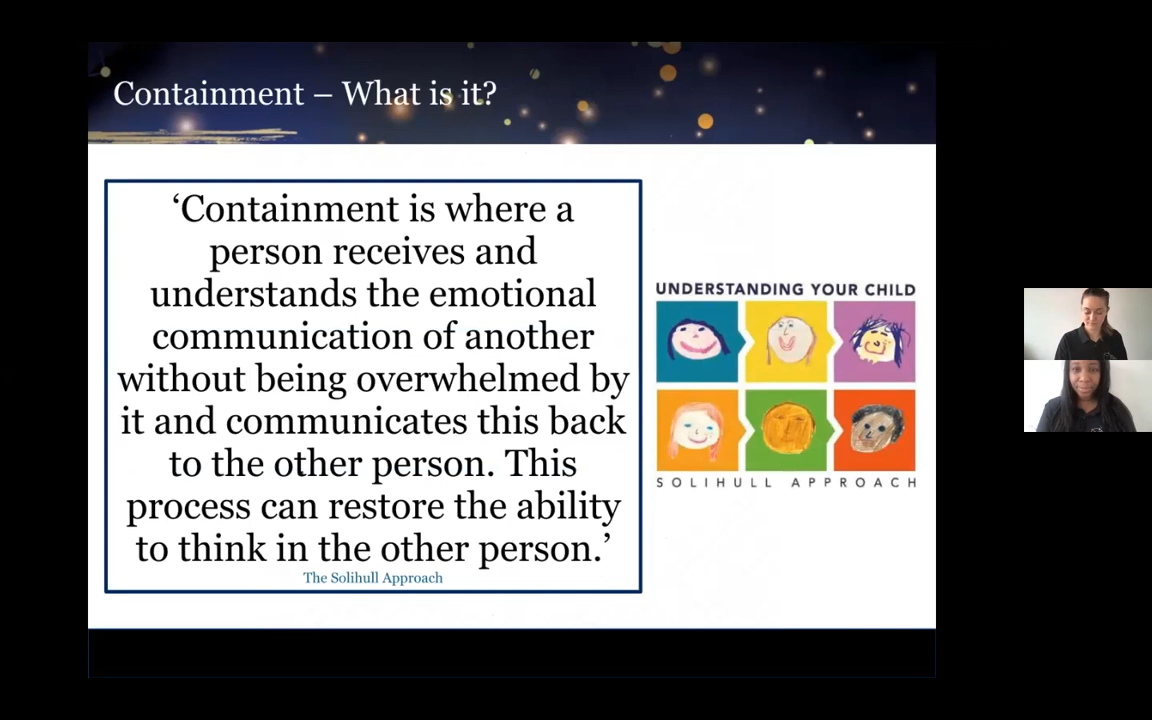 Containment – What is it?
‘Containment is where a
person receives and
understands the emotional
communication of another
without being overwhelmed by
it and communicates this back
to the other person. This
process can restore the ability
to think in the other person.’
The Solihull Approach
UNDERSTANDING YOUR CHILD
SOLIHULL APPROACH